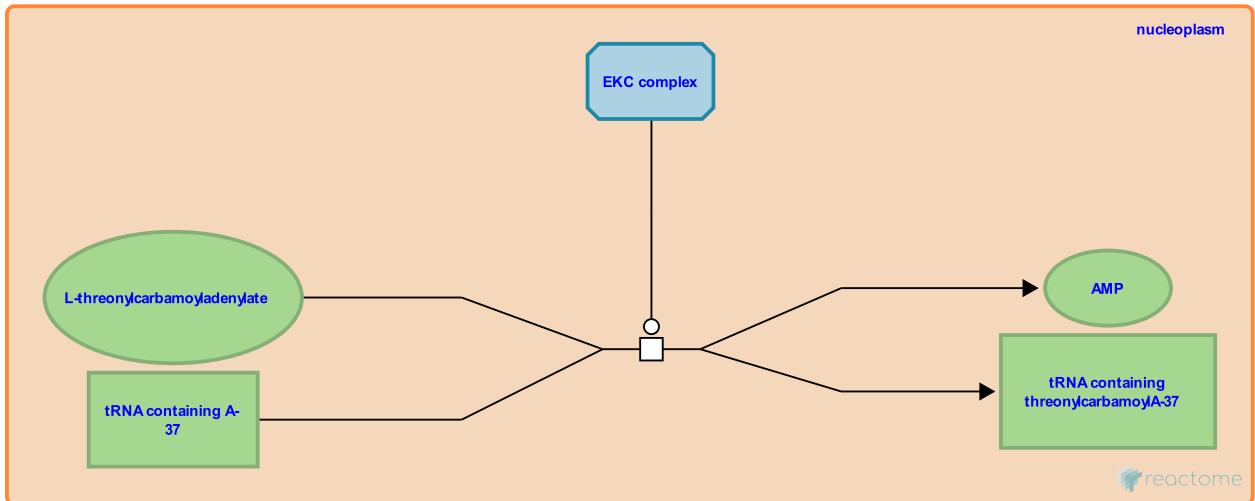 nucleoplasm
EKC complex
L-threonylcarbamoyladenylate
AMP
tRNA containing A-
37
tRNA containing
threonylcarbamoylA-37
reactome